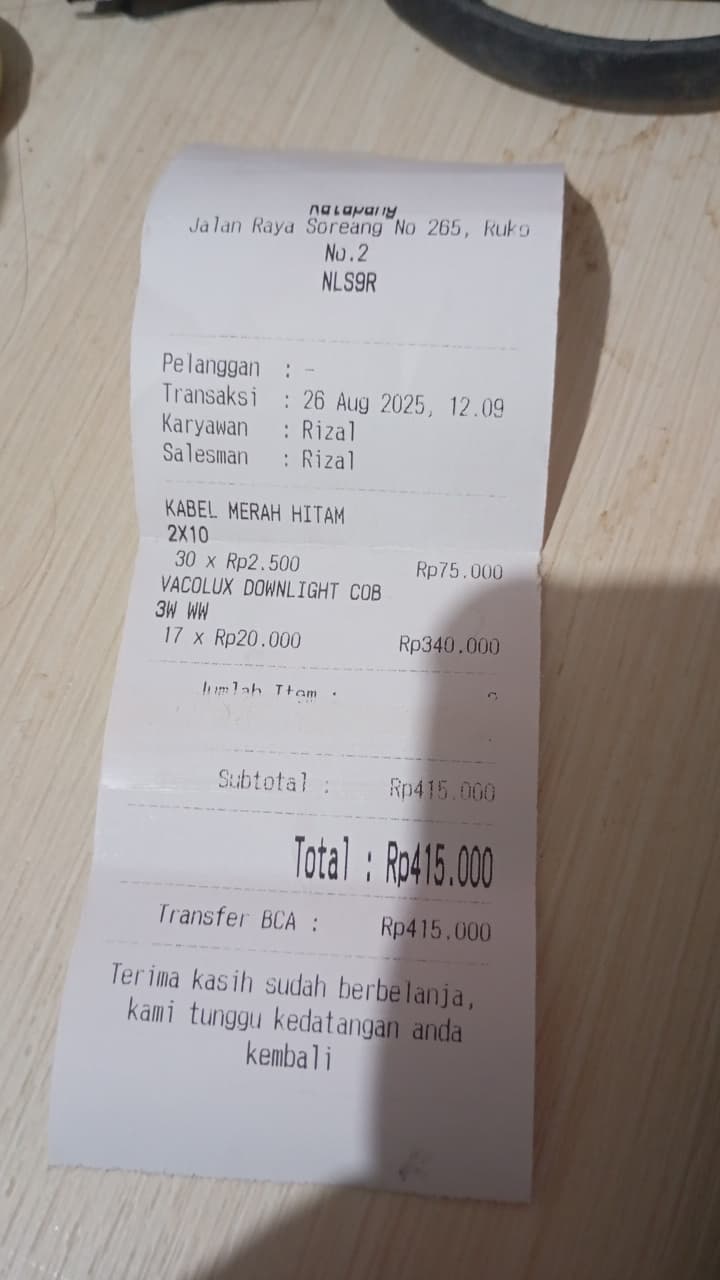 Jalan Raya Soreang No 265, Ruko
No.2
NLS9R
Pelanggan : -
Transaksi : 26 Aug 2025, 12.09
Karyawan : Rizal
Salesman : Rizal
KABEL MERAH HITAM
2X10
30 x Rp2.500 Rp75.000
VACOLUX DOWNLIGHT COB
3W WW
17 x Rp20.000 Rp340.000
Jumlah Item :
Subtotal : Rp415.000
Total : Rp415.000
Transfer BCA : Rp415.000
Terima kasih sudah berbelanja,
kami tunggu kedatangan anda
kembali